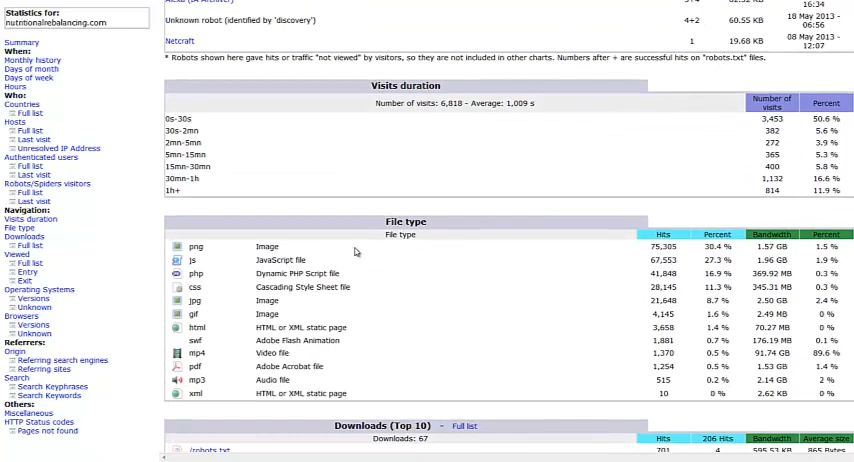 Statistics for:
nutritionalrebalancing.com
Summary
When:
Monthly history
Days of month
Days of week
Hours
Who:
Countries
Full list
Hosts
Full list
Last visit
Unresolved IP Address
Authenticated users
Full list
Last visit
Robots/Spiders visitors
Full list
Last visit
Navigation:
Visits duration
File type
Downloads
Full list
Viewed
Full list
Entry
Exit
Operating Systems
Versions
Unknown
Browsers
Versions
Unknown
Referrers:
Origin
Referring search engines
Referring sites
Search
Search Keyphrases
Search Keywords
Others:
Miscellaneous
HTTP Status codes
Pages not found
16:34
Unknown robot (identified by 'discovery') 4+2 60.55 KB 18 May 2013 - 06:56
Netcraft 1 19.68 KB 08 May 2013 - 12:07
* Robots shown here gave hits or traffic "not viewed" by visitors, so they are not included in other charts. Numbers after + are successful hits on "robots.txt" files.
Visits duration
Number of visits: 6,818 - Average: 1,009 s Number of visits Percent
0s-30s 3,453 50.6 %
30s-2mn 382 5.6 %
2mn-5mn 272 3.9 %
5mn-15mn 365 5.3 %
15mn-30mn 400 5.8 %
30mn-1h 1,132 16.6 %
1h+ 814 11.9 %
File type
File type Hits Percent Bandwidth Percent
png Image 75,305 30.4 % 1.57 GB 1.5 %
js JavaScript file 67,553 27.3 % 1.96 GB 1.9 %
php Dynamic PHP Script file 41,848 16.9 % 369.92 MB 0.3 %
css Cascading Style Sheet file 28,145 11.3 % 345.31 MB 0.3 %
jpg Image 21,648 8.7 % 2.50 GB 2.4 %
gif Image 4,145 1.6 % 2.49 MB 0 %
html HTML or XML static page 3,658 1.4 % 70.27 MB 0 %
swf Adobe Flash Animation 1,881 0.7 % 176.19 MB 0.1 %
mp4 Video file 1,370 0.5 % 91.74 GB 89.6 %
pdf Adobe Acrobat file 1,254 0.5 % 1.53 GB 1.4 %
mp3 Audio file 515 0.2 % 2.14 GB 2 %
xml HTML or XML static page 10 0 % 2.62 KB 0 %
Downloads (Top 10) - Full list
Downloads: 67 Hits 206 Hits Bandwidth Average size
/robots.txt 701 4 595.53 KB 865 Bytes